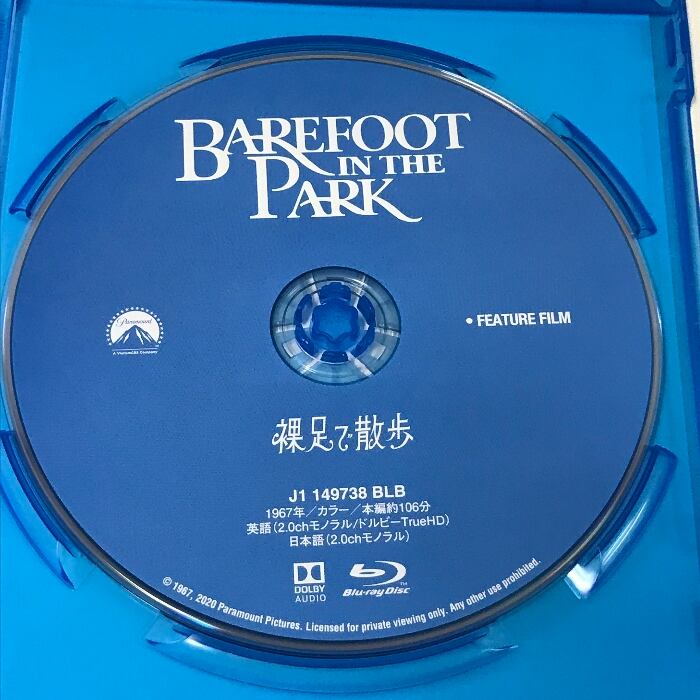 BAREFOOT
IN THE
PARK
Paramount
A ViacomCBS Company
• FEATURE FILM
裸足で散歩
J1 149738 BLB
1967年／カラー／本編約106分
英語（2.0chモノラル/ドルビーTrueHD）
日本語（2.0chモノラル）
DOLBY
AUDIO
Blu-ray Disc
TM
© 1967, 2020 Paramount Pictures. Licensed for private viewing only. Any other use prohibited.